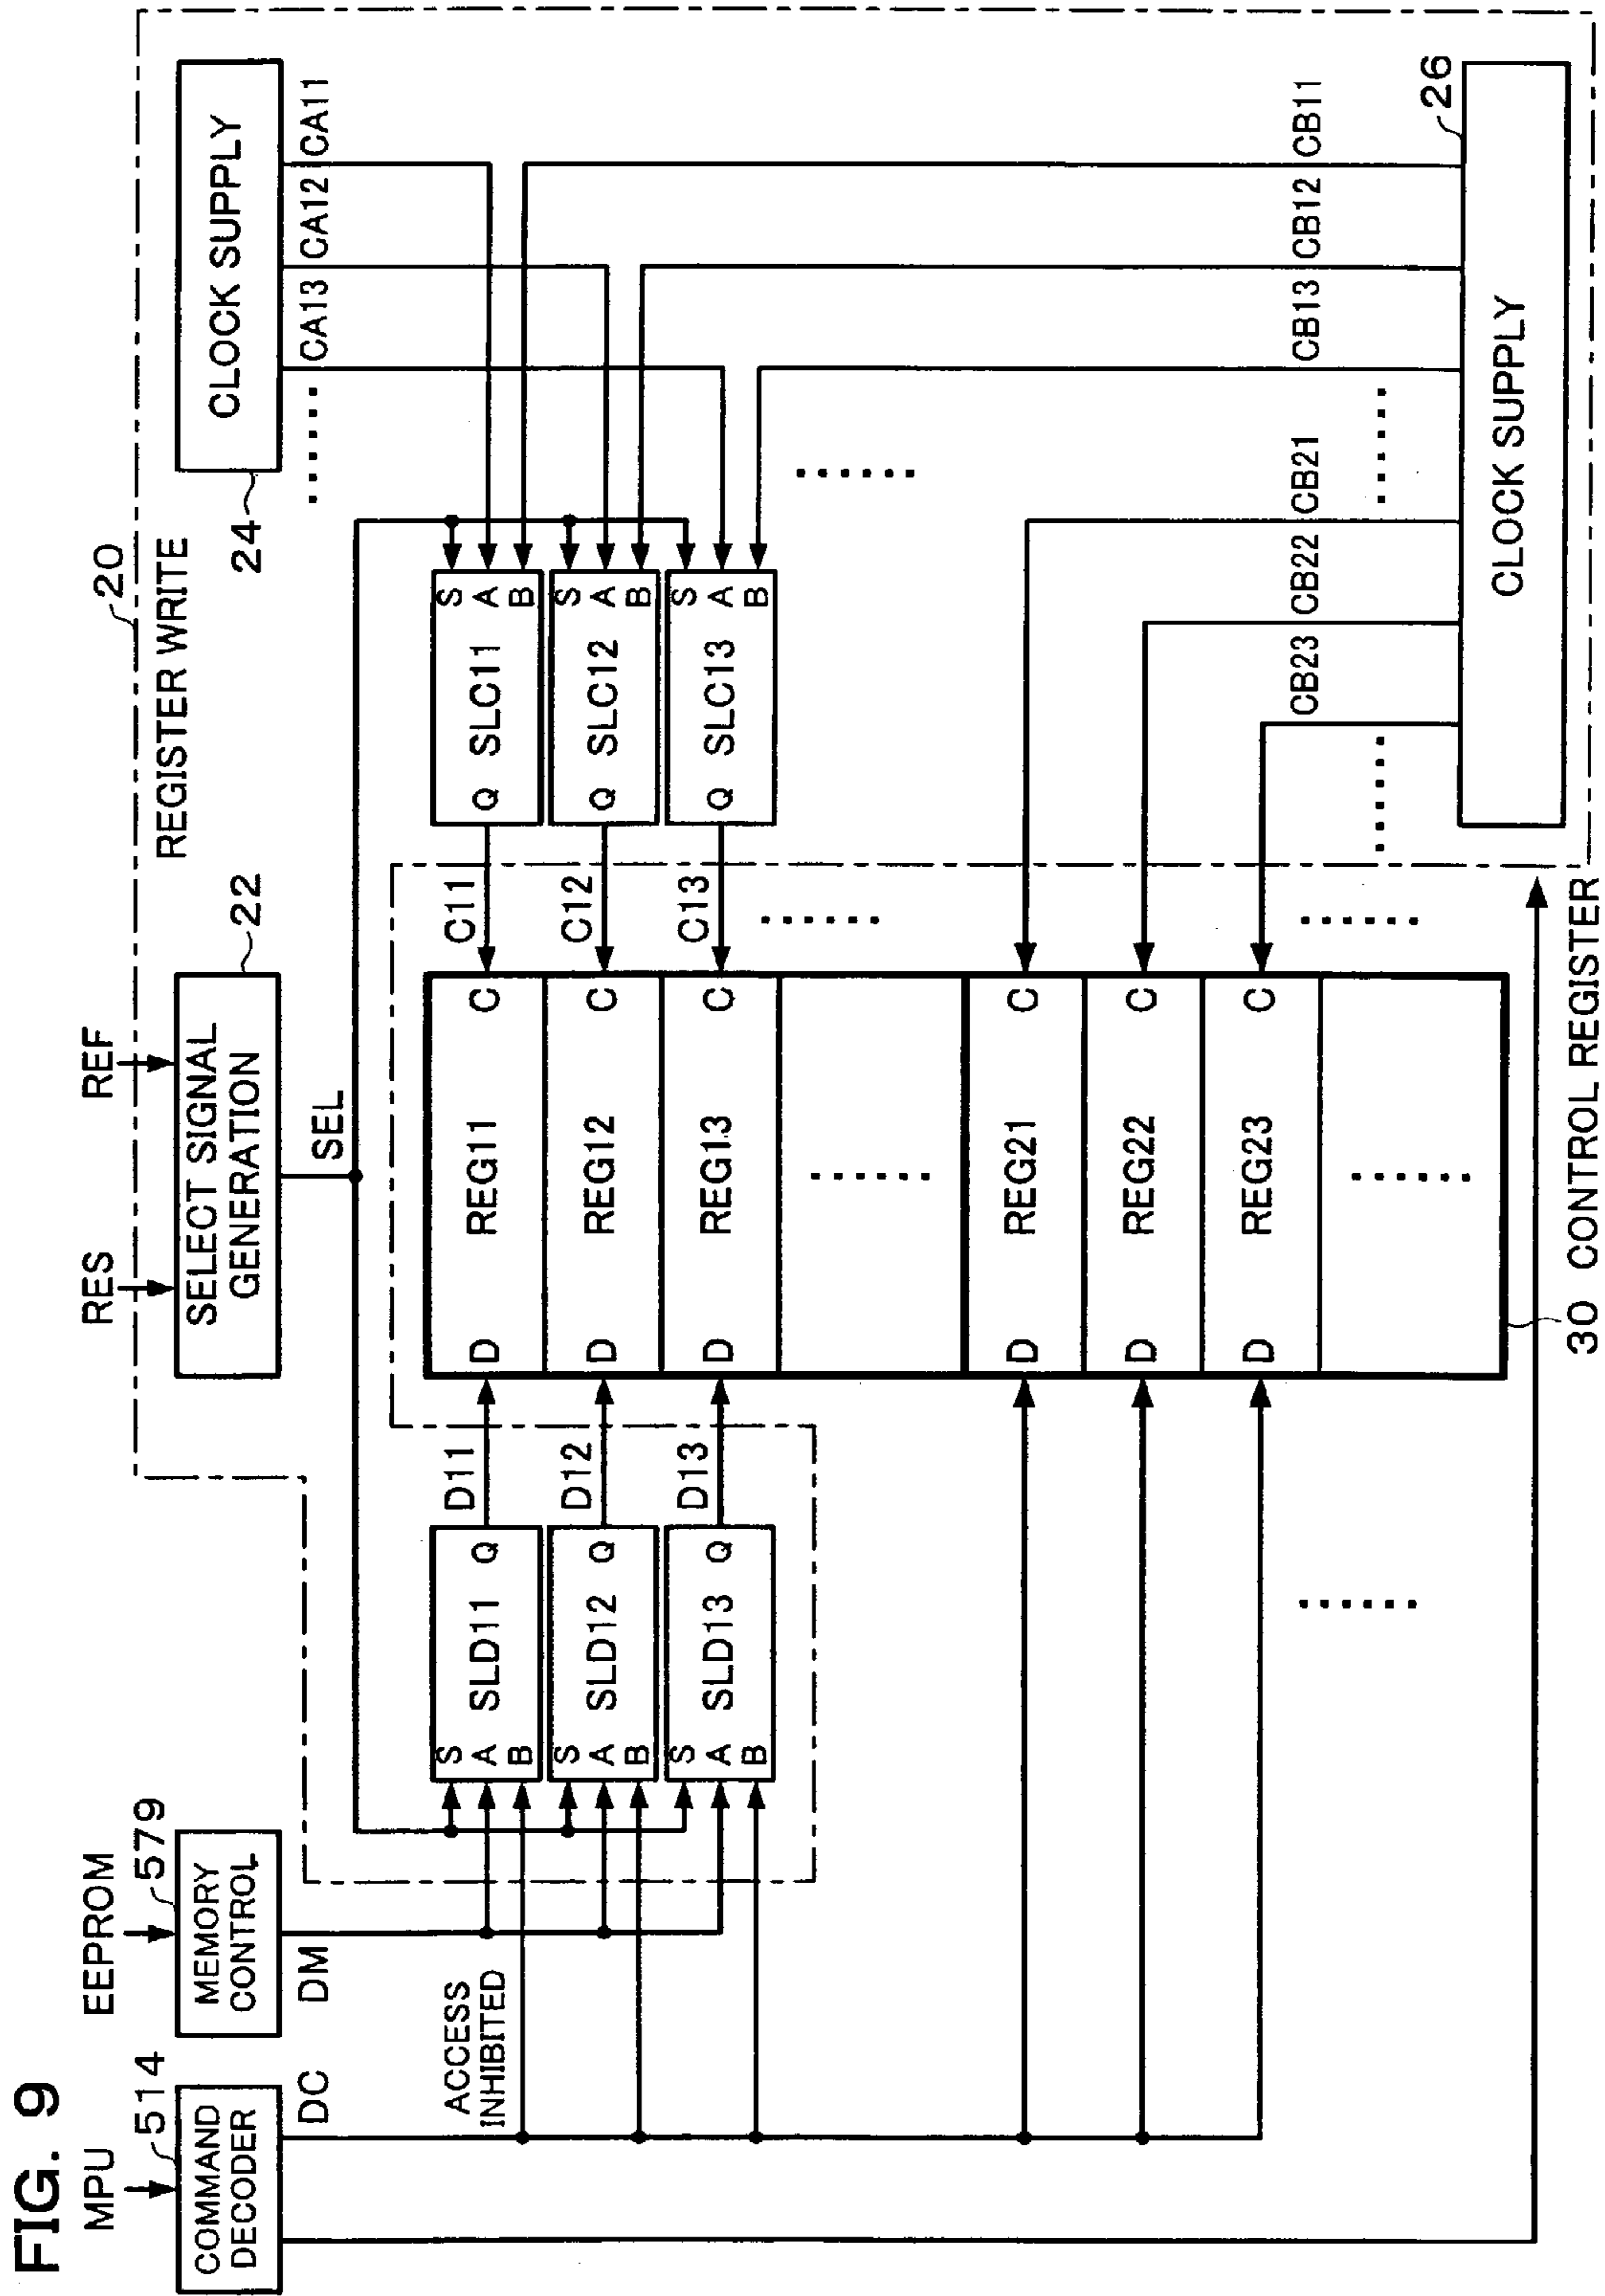 FIG. 9
MPU
514
COMMAND
DECODER
DC
EEPROM
579
MEMORY
CONTROL
DM
RES
REF
22
SELECT SIGNAL
GENERATION
SEL
20
REGISTER WRITE
24
CLOCK SUPPLY
CA13
CA12
CA11
ACCESS
INHIBITED
S
A
B
SLD11
Q
D11
S
A
B
SLD12
Q
D12
S
A
B
SLD13
Q
D13
D
REG11
C
C11
D
REG12
C
C12
D
REG13
C
C13
Q
SLC11
S
A
B
Q
SLC12
S
A
B
Q
SLC13
S
A
B
D
REG21
C
D
REG22
C
D
REG23
C
CB23
CB22
CB21
CB13
CB12
CB11
26
CLOCK SUPPLY
30 CONTROL REGISTER